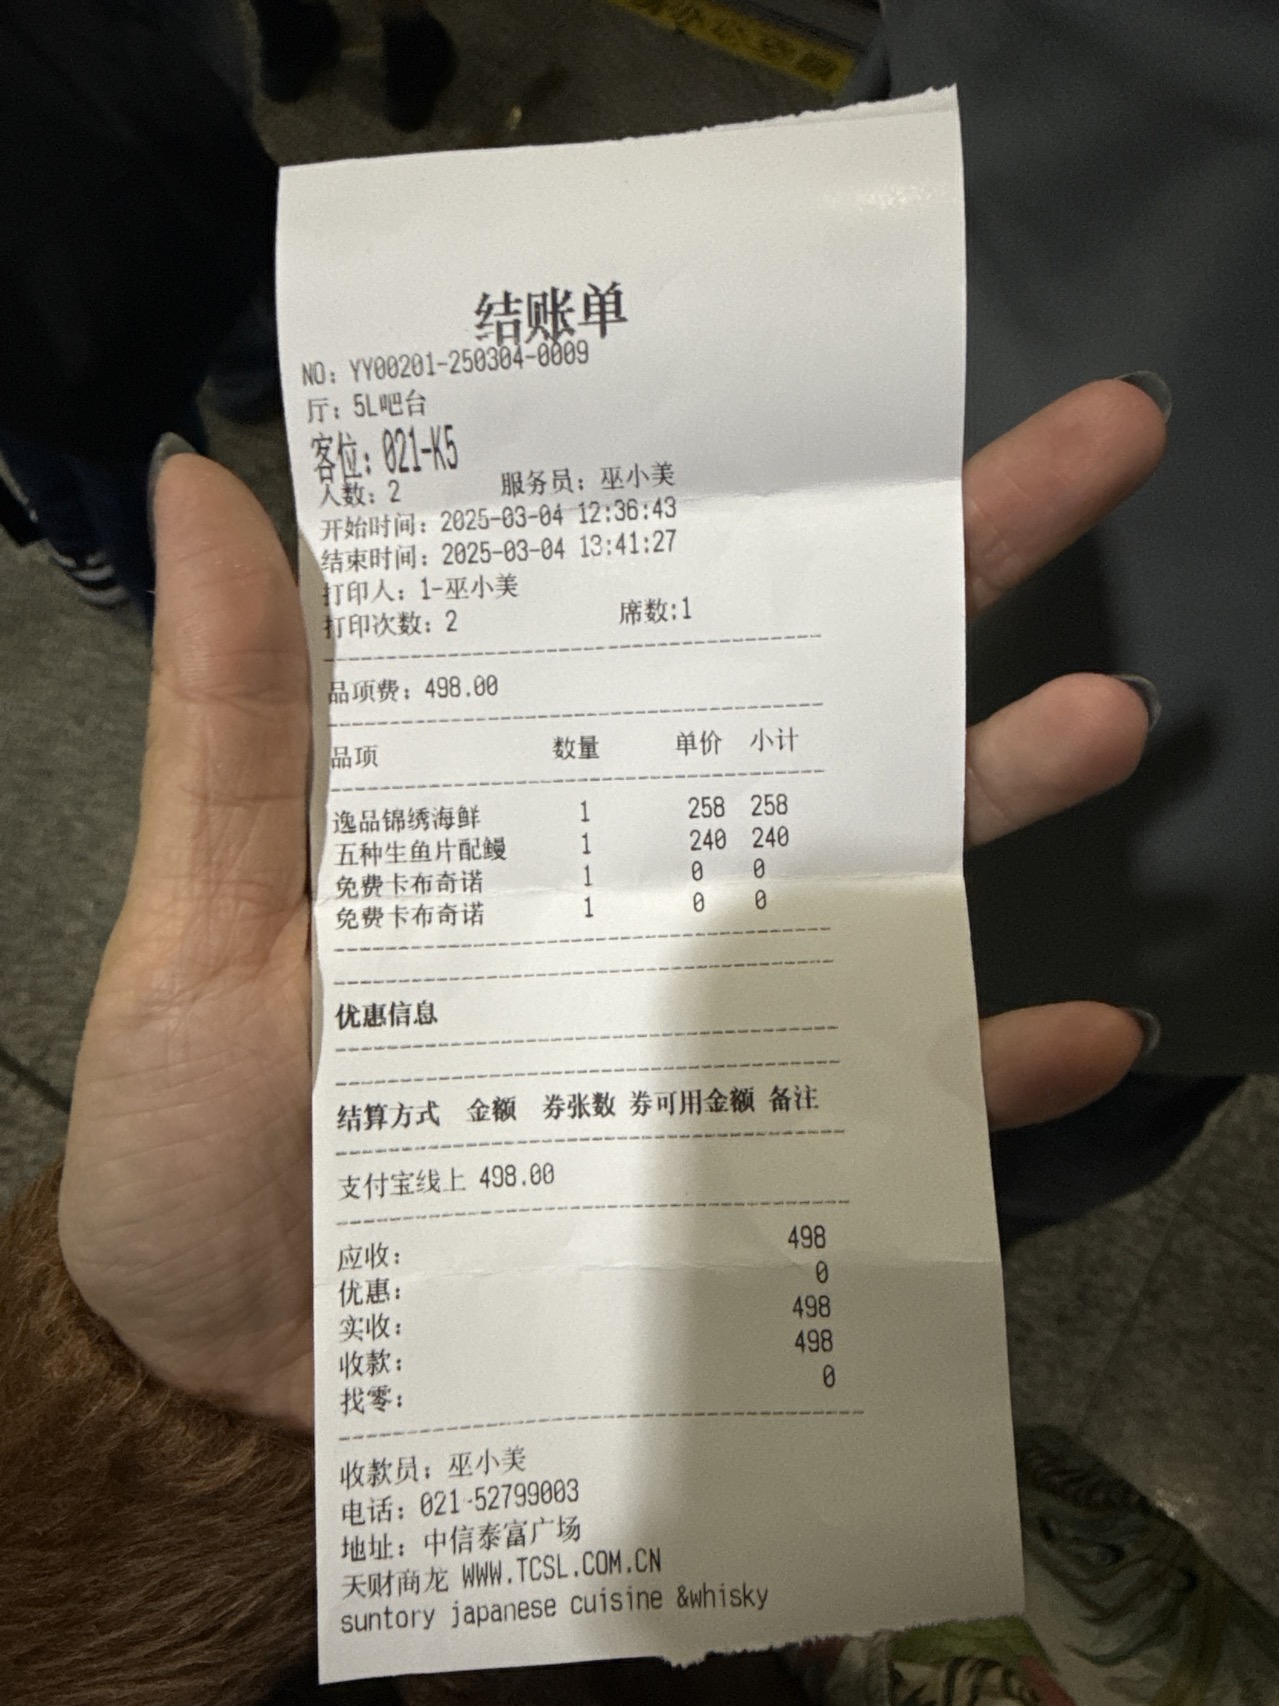 结账单
NO: YY00201-250304-0009
厅: 5L吧台
客位: 021-K5
人数: 2 服务员: 巫小美
开始时间: 2025-03-04 12:36:43
结束时间: 2025-03-04 13:41:27
打印人: 1-巫小美
打印次数: 2 席数:1
品项费: 498.00
品项 数量 单价 小计
逸品锦绣海鲜 1 258 258
五种生鱼片配鳗 1 240 240
免费卡布奇诺 1 0 0
免费卡布奇诺 1 0 0
优惠信息
结算方式 金额 券张数 券可用金额 备注
支付宝线上 498.00
应收: 498
优惠: 0
实收: 498
收款: 498
找零: 0
收款员: 巫小美
电话: 021-52799003
地址: 中信泰富广场
天财商龙 WWW.TCSL.COM.CN
suntory japanese cuisine &whisky